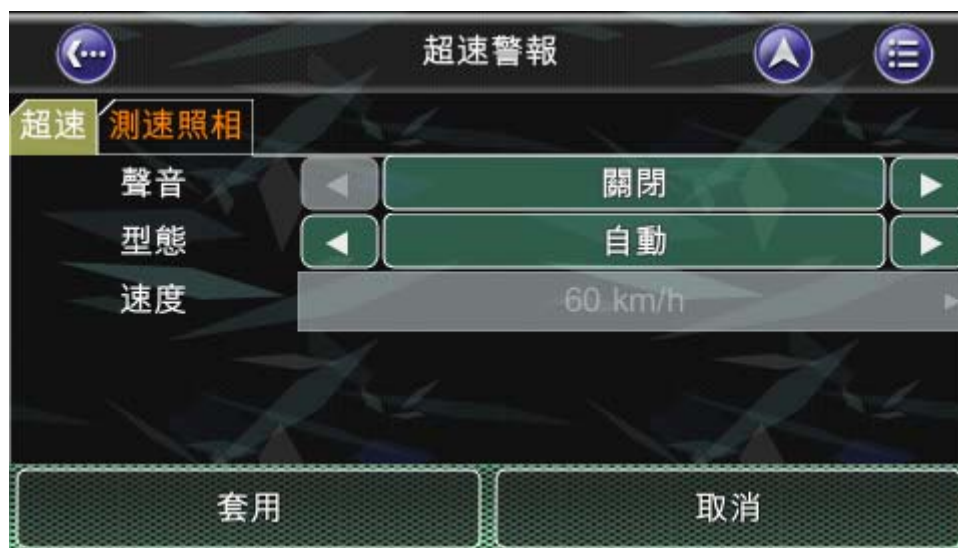 超速警報
超速 測速照相
聲音 關閉
型態 自動
速度 60 km/h
套用 取消